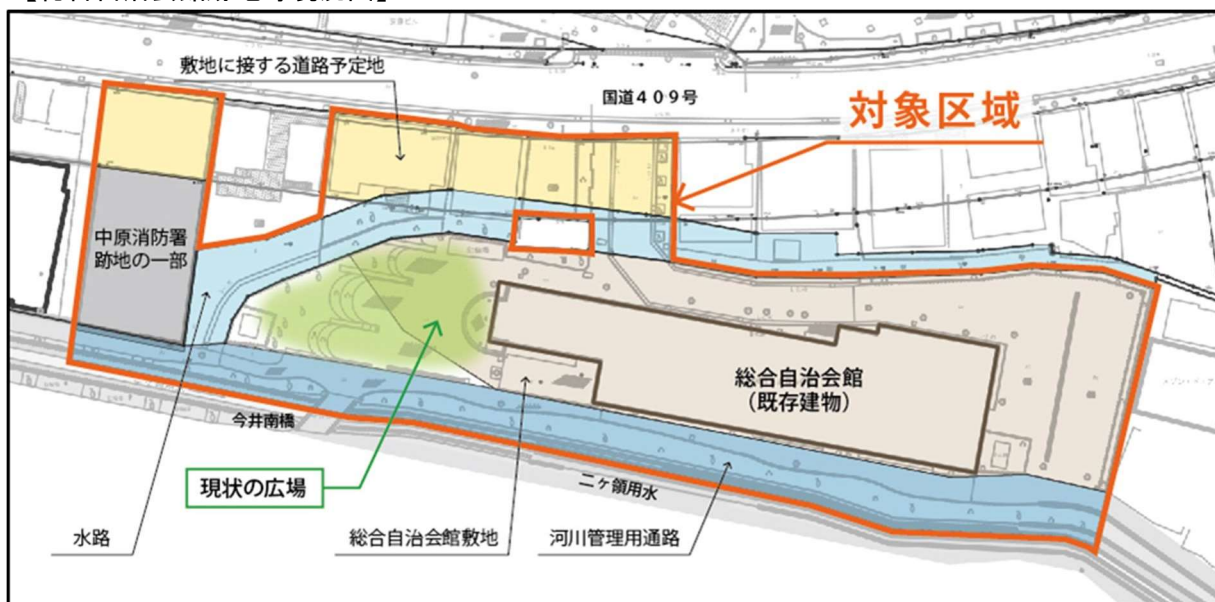 敷地に接する道路予定地
国道409号
対象区域
中原消防署
跡地の一部
総合自治会館
(既存建物)
今井南橋
現状の広場
二ヶ領用水
水路
総合自治会館敷地
河川管理用通路